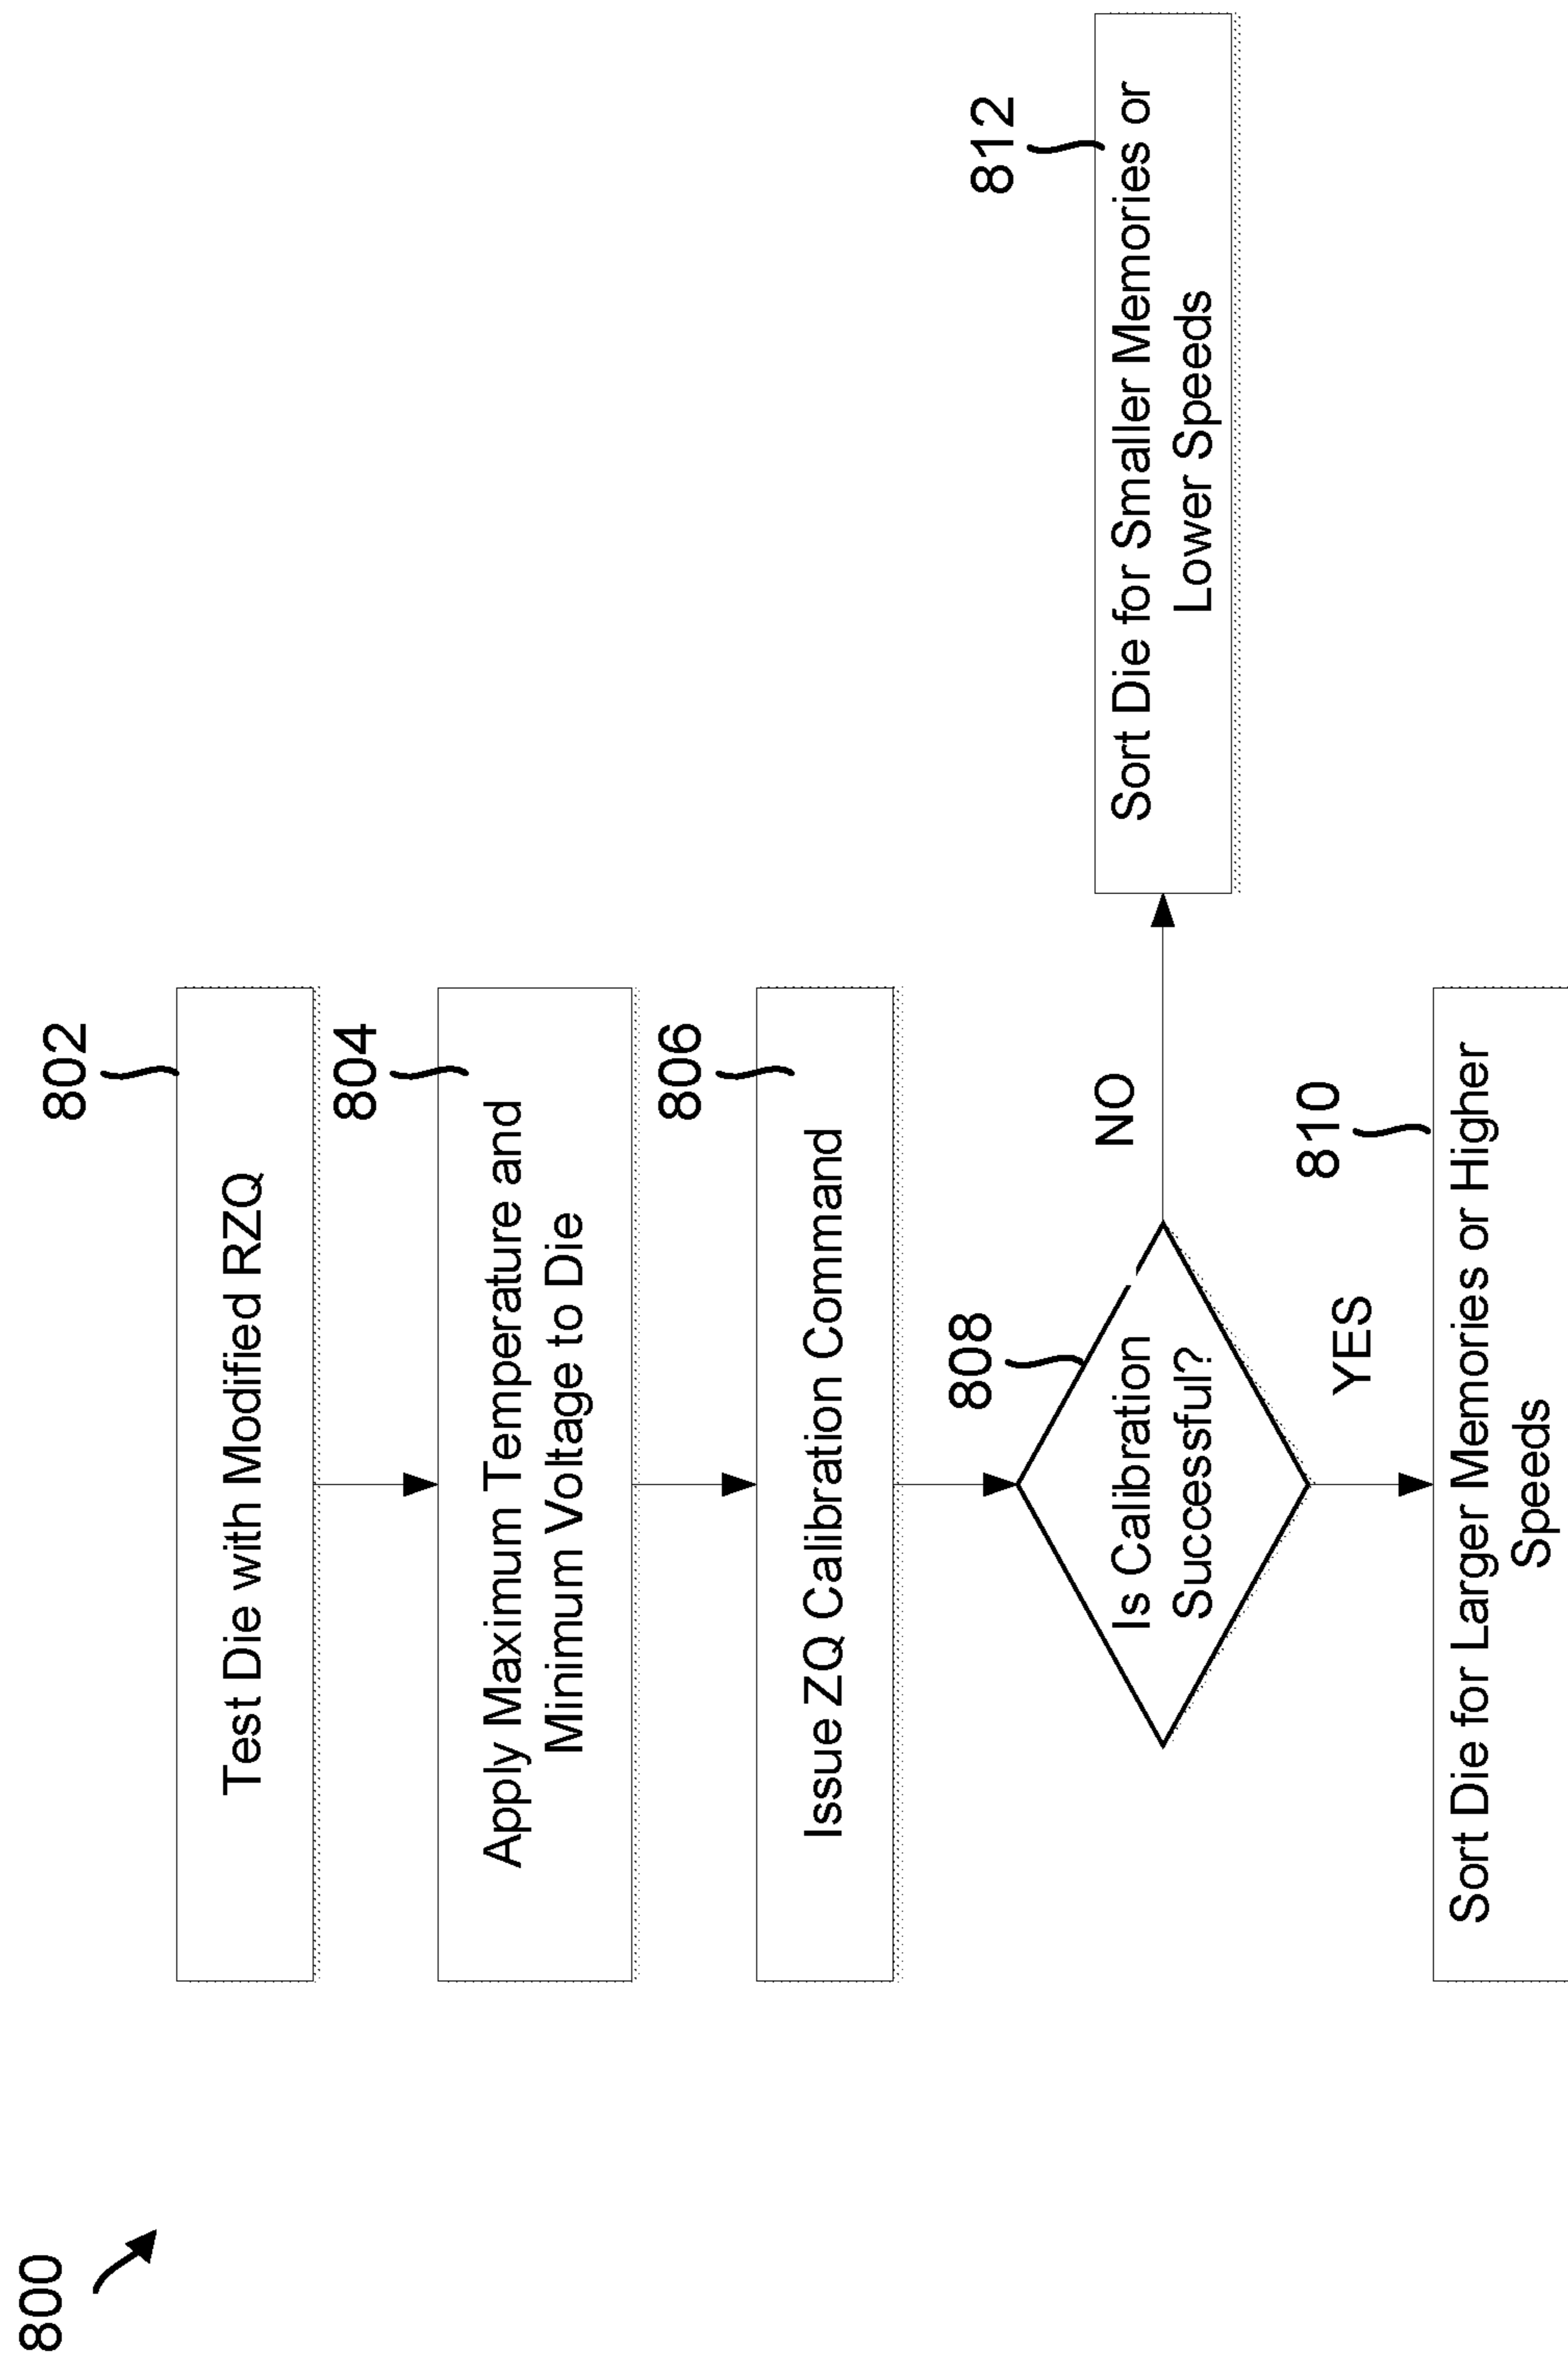 800
802
Test Die with Modified RZQ
804
Apply Maximum Temperature and
Minimum Voltage to Die
806
Issue ZQ Calibration Command
808
Is Calibration
Successful?
NO
812
Sort Die for Smaller Memories or
Lower Speeds
YES
810
Sort Die for Larger Memories or Higher
Speeds